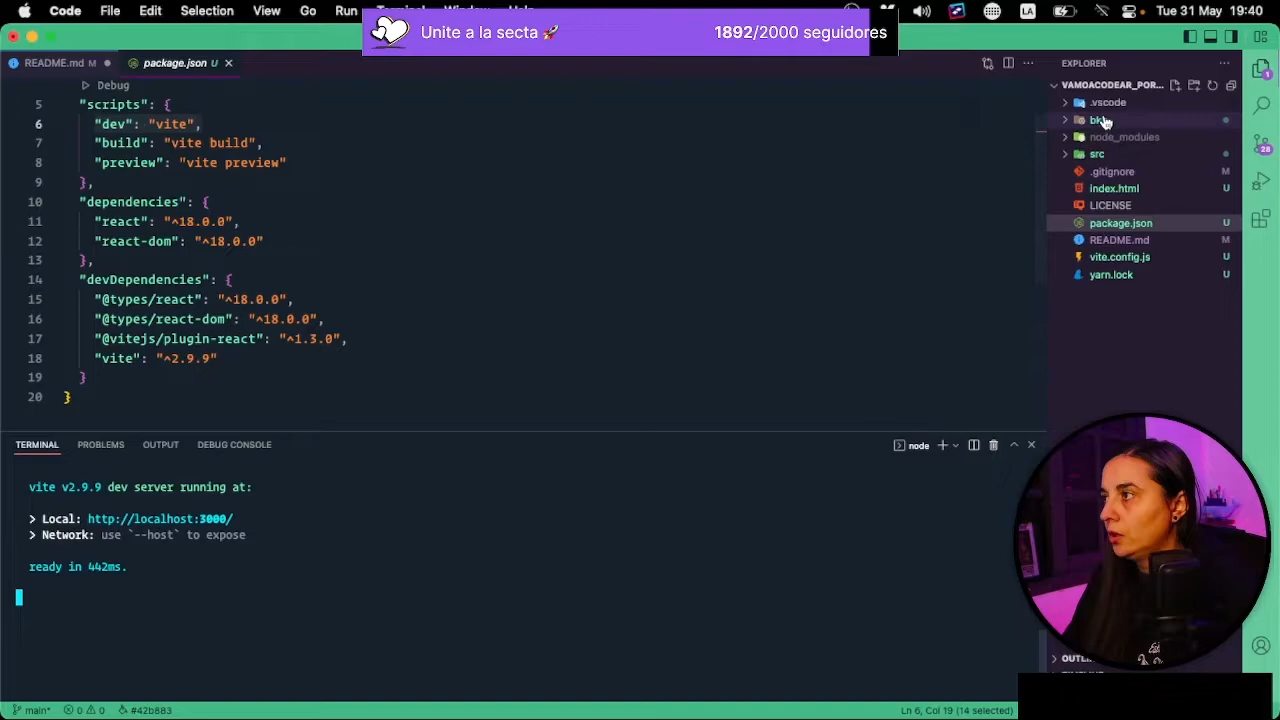 Code File Edit Selection View Go Run
LA Tue 31 May 19:40
Unite a la secta 🚀 1892/2000 seguidores
README.md M
package.json
EXPLORER
Debug
VAMOACODEAR_POR...
5 "scripts": {
6 "dev": "vite",
7 "build": "vite build",
8 "preview": "vite preview"
9 },
10 "dependencies": {
11 "react": "^18.0.0",
12 "react-dom": "^18.0.0"
13 },
14 "devDependencies": {
15 "@types/react": "^18.0.0",
16 "@types/react-dom": "^18.0.0",
17 "@vitejs/plugin-react": "^1.3.0",
18 "vite": "^2.9.9"
19 }
20 }
.vscode
node_modules
src
.gitignore M
index.html U
LICENSE
package.json U
README.md M
vite.config.js U
yarn.lock U
1
28
TERMINAL PROBLEMS OUTPUT DEBUG CONSOLE
node
vite v2.9.9 dev server running at:
> Local: http://localhost:3000/
> Network: use `--host` to expose
ready in 442ms.
main* 0 0 #42b883
Ln 6, Col 19 (14 selected)